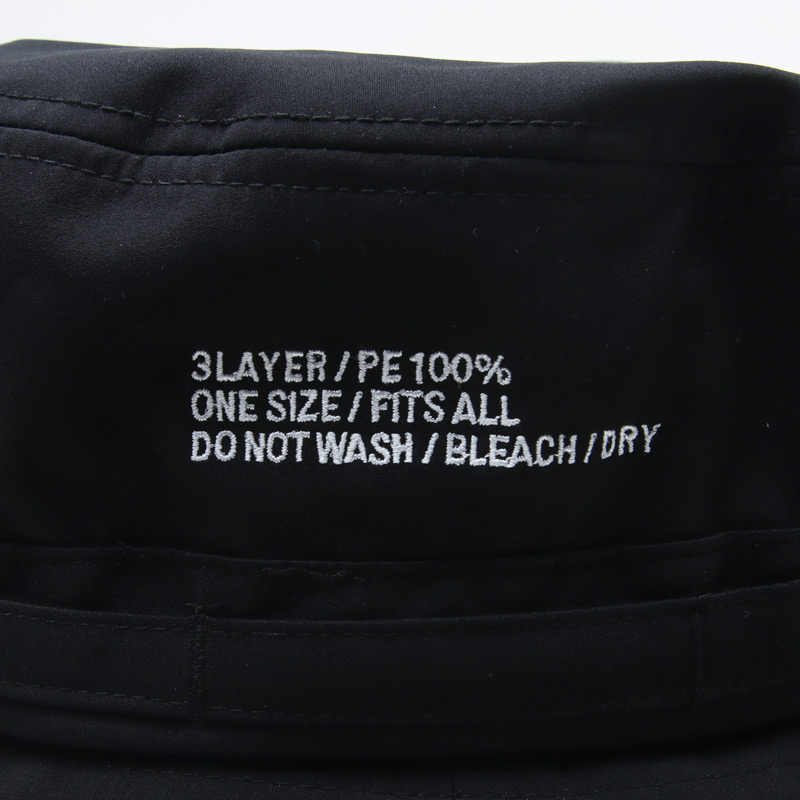 3LAYER / PE 100%
ONE SIZE / FITS ALL
DO NOT WASH / BLEACH / DRY